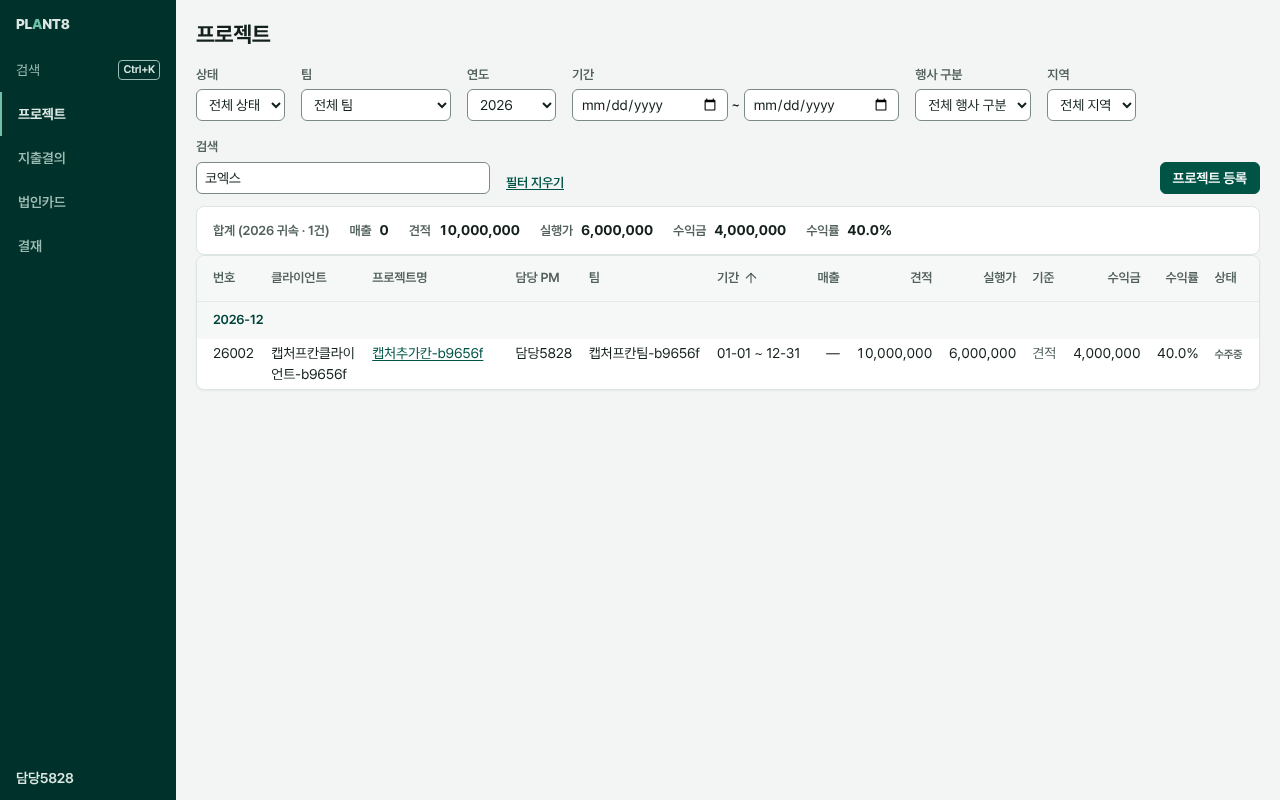 PLANT8
검색 Ctrl+K
프로젝트
지출결의
법인카드
결재
담당5828
프로젝트
상태 팀 연도 기간 행사 구분 지역
전체 상태 전체 팀 2026 mm/dd/yyyy ~ mm/dd/yyyy 전체 행사 구분 전체 지역
검색
코엑스 필터 지우기 프로젝트 등록
합계 (2026 귀속 · 1건) 매출 0 견적 10,000,000 실행가 6,000,000 수익금 4,000,000 수익률 40.0%
번호 클라이언트 프로젝트명 담당 PM 팀 기간 ↑ 매출 견적 실행가 기준 수익금 수익률 상태
2026-12
26002 캡처프칸클라이 캡처추가칸-b9656f 담당5828 캡처프칸팀-b9656f 01-01 ~ 12-31 — 10,000,000 6,000,000 견적 4,000,000 40.0% 수주중
언트-b9656f